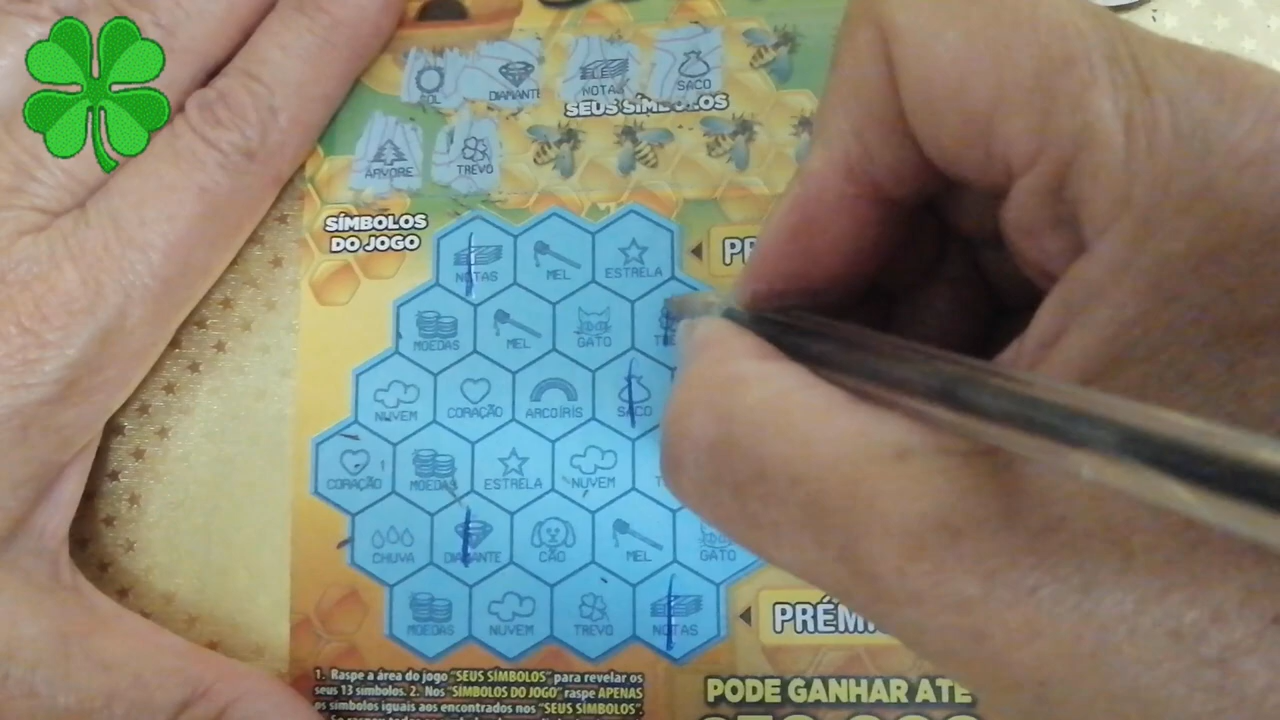 SOL DIAMANTE NOTAS SACO
SEUS SÍMBOLOS
ÁRVORE TREVO
SÍMBOLOS
DO JOGO
NOTAS MEL ESTRELA
MOEDAS MEL GATO
NUVEM CORAÇÃO ARCOÍRIS SACO
CORAÇÃO MOEDAS ESTRELA NUVEM
CHUVA DIAMANTE CÃO MEL GATO
MOEDAS NUVEM TREVO NOTAS
1. Raspe a área do jogo "SEUS SÍMBOLOS" para revelar os
seus 13 símbolos. 2. Nos "SÍMBOLOS DO JOGO" raspe APENAS
os símbolos iguais aos encontrados nos "SEUS SÍMBOLOS".
PODE GANHAR ATÉ